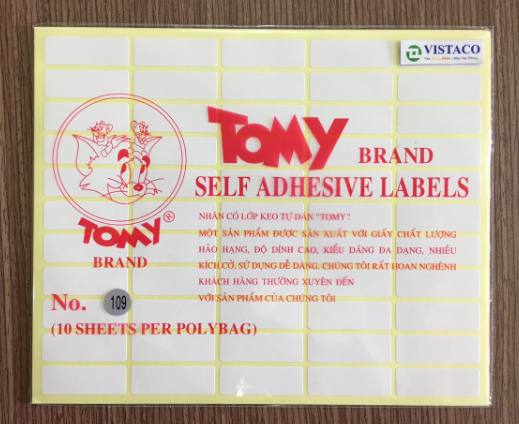 VISTACO
TOMY BRAND
SELF ADHESIVE LABELS
NHÃN CÓ LỚP KEO TỰ DÁN "TOMY".
MỘT SẢN PHẨM ĐƯỢC SẢN XUẤT VỚI GIẤY CHẤT LƯỢNG
HẢO HẠNG, ĐỘ DÍNH CAO, KIỂU DÁNG ĐA DẠNG, NHIỀU
KÍCH CỠ, SỬ DỤNG DỄ DÀNG. CHÚNG TÔI RẤT HOAN NGHÊNH
KHÁCH HÀNG THƯỜNG XUYÊN ĐẾN
VỚI SẢN PHẨM CỦA CHÚNG TÔI
TOMY ®
BRAND
No. 109
(10 SHEETS PER POLYBAG)